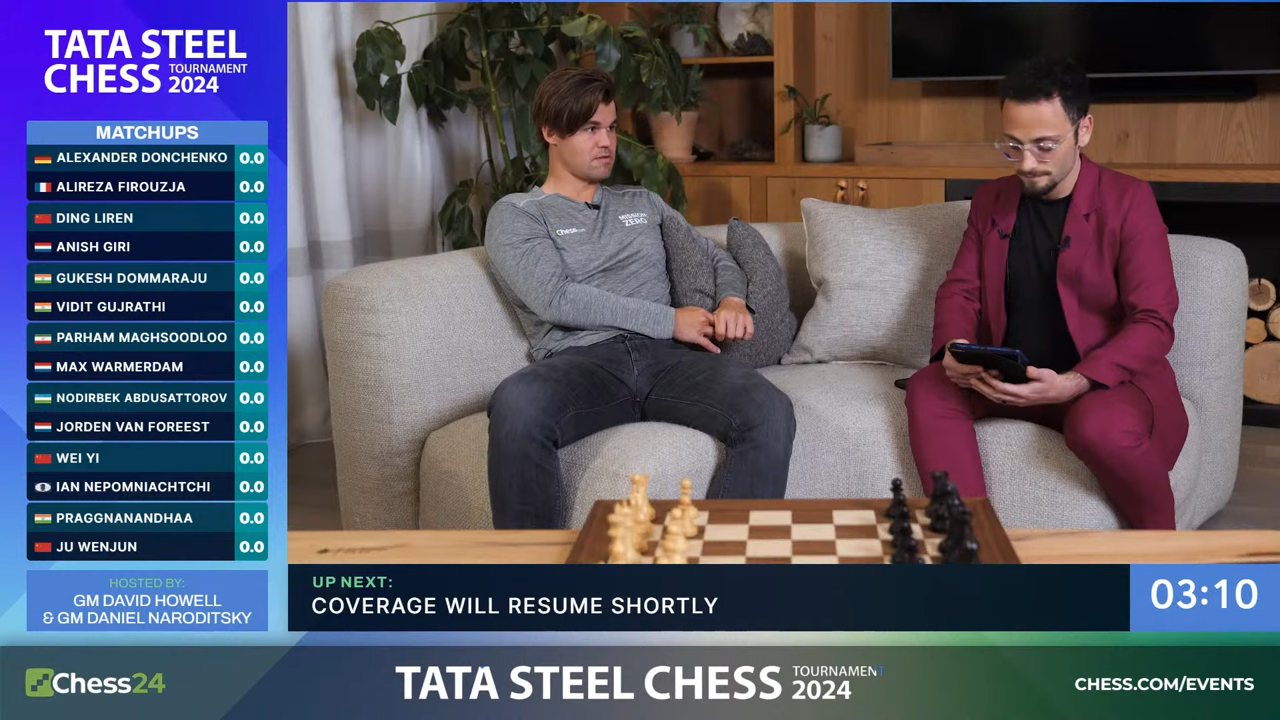 TATA STEEL
CHESS TOURNAMENT
2024
MATCHUPS
ALEXANDER DONCHENKO 0.0
ALIREZA FIROUZJA 0.0
DING LIREN 0.0
ANISH GIRI 0.0
GUKESH DOMMARAJU 0.0
VIDIT GUJRATHI 0.0
PARHAM MAGHSOODLOO 0.0
MAX WARMERDAM 0.0
NODIRBEK ABDUSATTOROV 0.0
JORDEN VAN FOREEST 0.0
WEI YI 0.0
IAN NEPOMNIACHTCHI 0.0
PRAGGNANANDHAA 0.0
JU WENJUN 0.0
HOSTED BY:
GM DAVID HOWELL
& GM DANIEL NARODITSKY
Chess.com
MISSION
ZERO
UP NEXT:
COVERAGE WILL RESUME SHORTLY
03:10
Chess24
TATA STEEL CHESS TOURNAMENT
2024
CHESS.COM/EVENTS